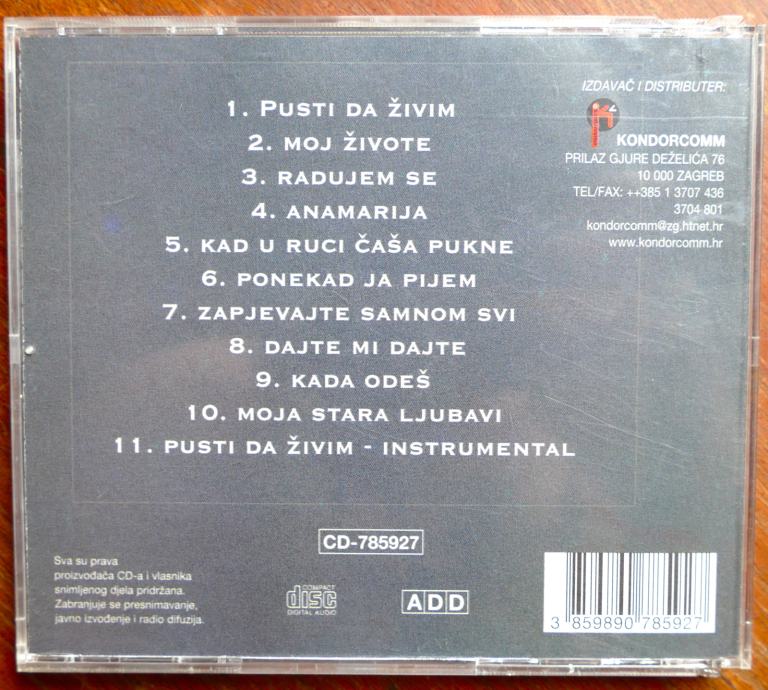 1. PUSTI DA ŽIVIM
2. MOJ ŽIVOTE
3. RADUJEM SE
4. ANAMARIJA
5. KAD U RUCI ČAŠA PUKNE
6. PONEKAD JA PIJEM
7. ZAPJEVAJTE SAMNOM SVI
8. DAJTE MI DAJTE
9. KADA ODEŠ
10. MOJA STARA LJUBAVI
11. PUSTI DA ŽIVIM - INSTRUMENTAL
IZDAVAČ I DISTRIBUTER:
KONDORCOMM
PRILAZ GJURE DEŽELIĆA 76
10 000 ZAGREB
TEL/FAX: ++385 1 3707 436
3704 801
kondorcomm@zg.htnet.hr
www.kondorcomm.hr
CD-785927
Sva su prava
proizvođača CD-a i vlasnika
snimljenog djela pridržana.
Zabranjuje se presnimavanje,
javno izvođenje i radio difuzija.
COMPACT
disc
DIGITAL AUDIO
ADD
3 859890 785927